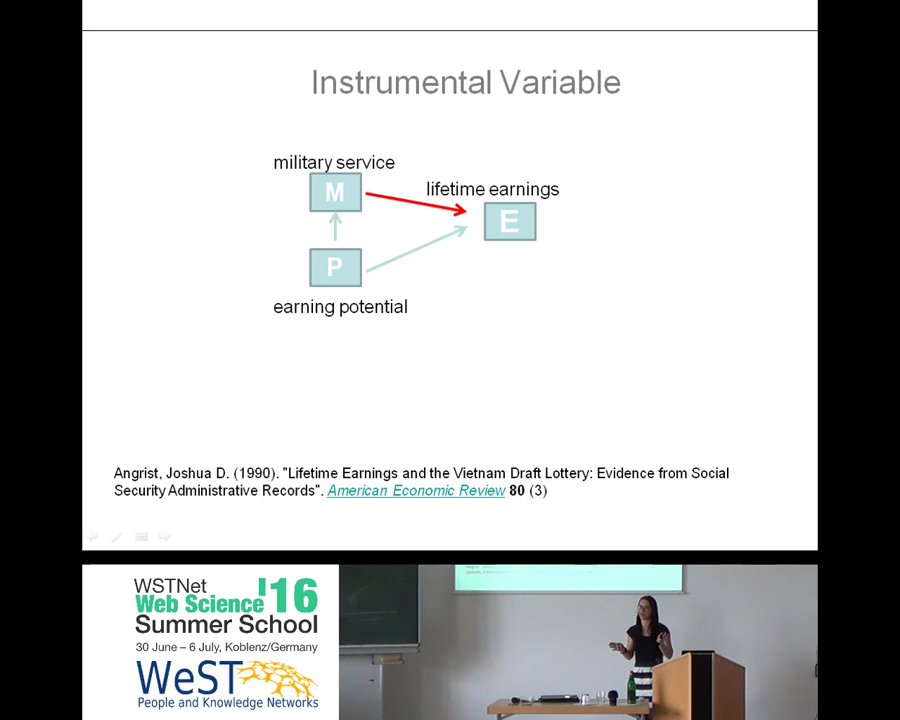 Instrumental Variable
military service
M
lifetime earnings
E
P
earning potential
Angrist, Joshua D. (1990). "Lifetime Earnings and the Vietnam Draft Lottery: Evidence from Social
Security Administrative Records". American Economic Review 80 (3)
WSTNet
Web Science '16
Summer School
30 June – 6 July, Koblenz/Germany
WeST
People and Knowledge Networks